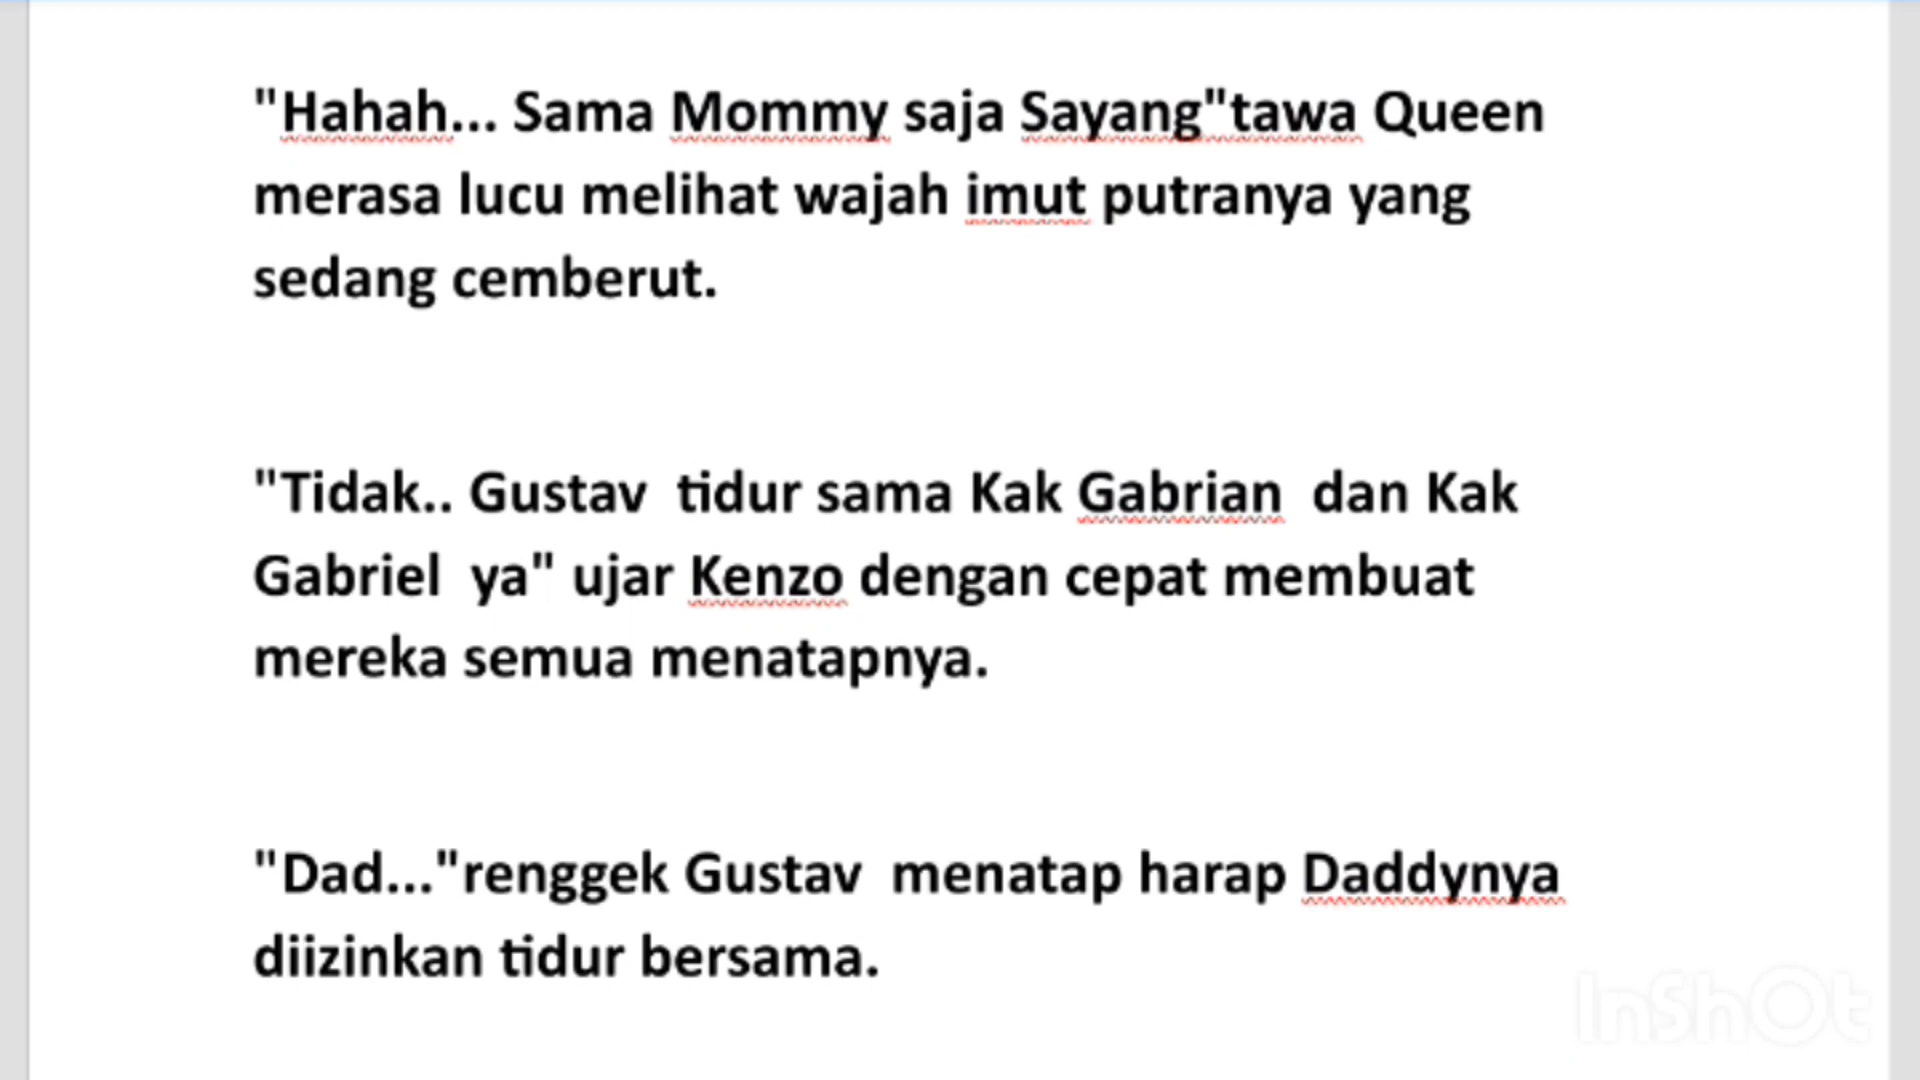 "Hahah... Sama Mommy saja Sayang"tawa Queen
merasa lucu melihat wajah imut putranya yang
sedang cemberut.
"Tidak.. Gustav  tidur sama Kak Gabrian  dan Kak
Gabriel  ya" ujar Kenzo dengan cepat membuat
mereka semua menatapnya.
"Dad..."renggek Gustav  menatap harap Daddynya
diizinkan tidur bersama.
InShOt